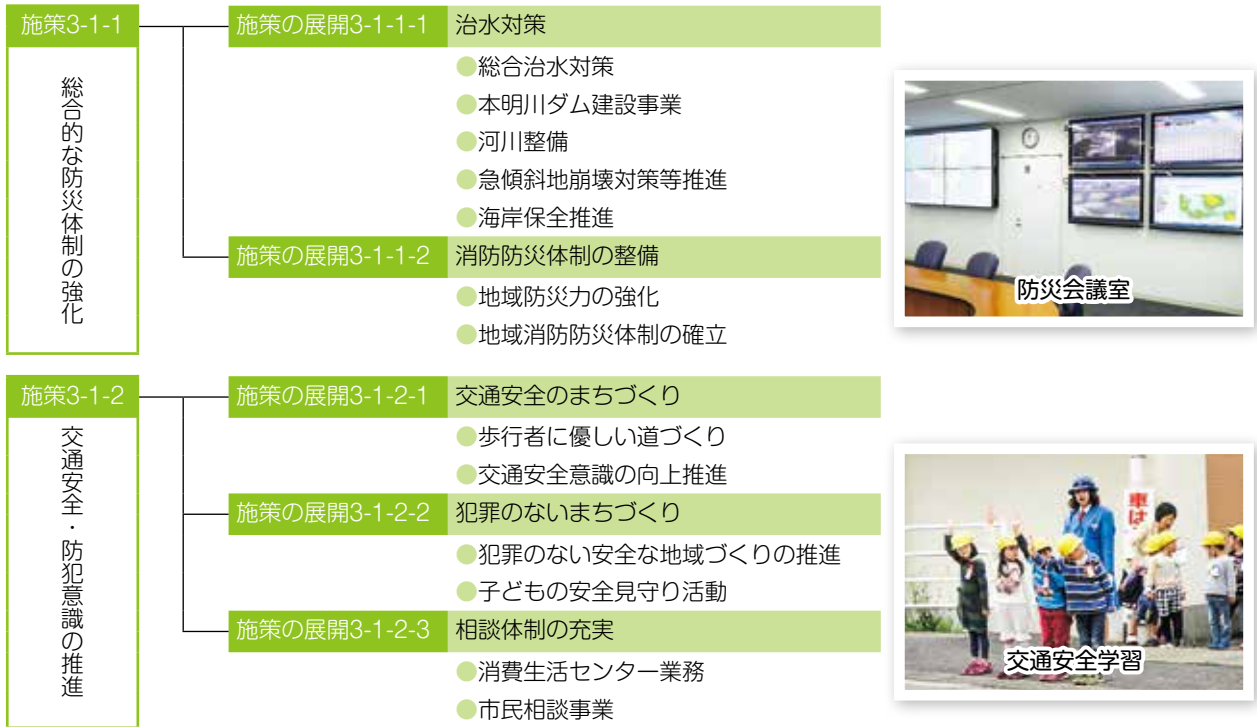 施策3-1-1
総合的な防災体制の強化
施策の展開3-1-1-1 治水対策
●総合治水対策
●本明川ダム建設事業
●河川整備
●急傾斜地崩壊対策等推進
●海岸保全推進
施策の展開3-1-1-2 消防防災体制の整備
●地域防災力の強化
●地域消防防災体制の確立
防災会議室
施策3-1-2
交通安全・防犯意識の推進
施策の展開3-1-2-1 交通安全のまちづくり
●歩行者に優しい道づくり
●交通安全意識の向上推進
施策の展開3-1-2-2 犯罪のないまちづくり
●犯罪のない安全な地域づくりの推進
●子どもの安全見守り活動
施策の展開3-1-2-3 相談体制の充実
●消費生活センター業務
●市民相談事業
車は
交通安全学習